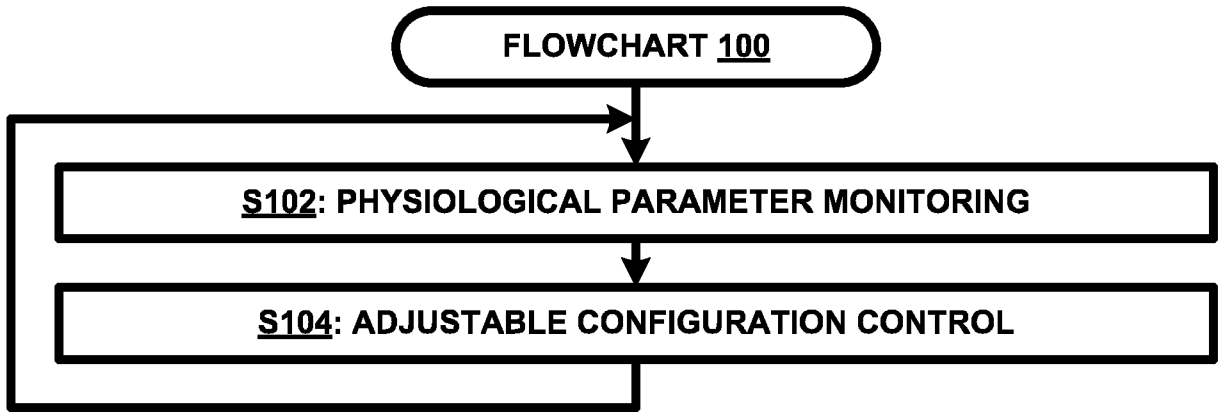 FLOWCHART 100
S102: PHYSIOLOGICAL PARAMETER MONITORING
S104: ADJUSTABLE CONFIGURATION CONTROL